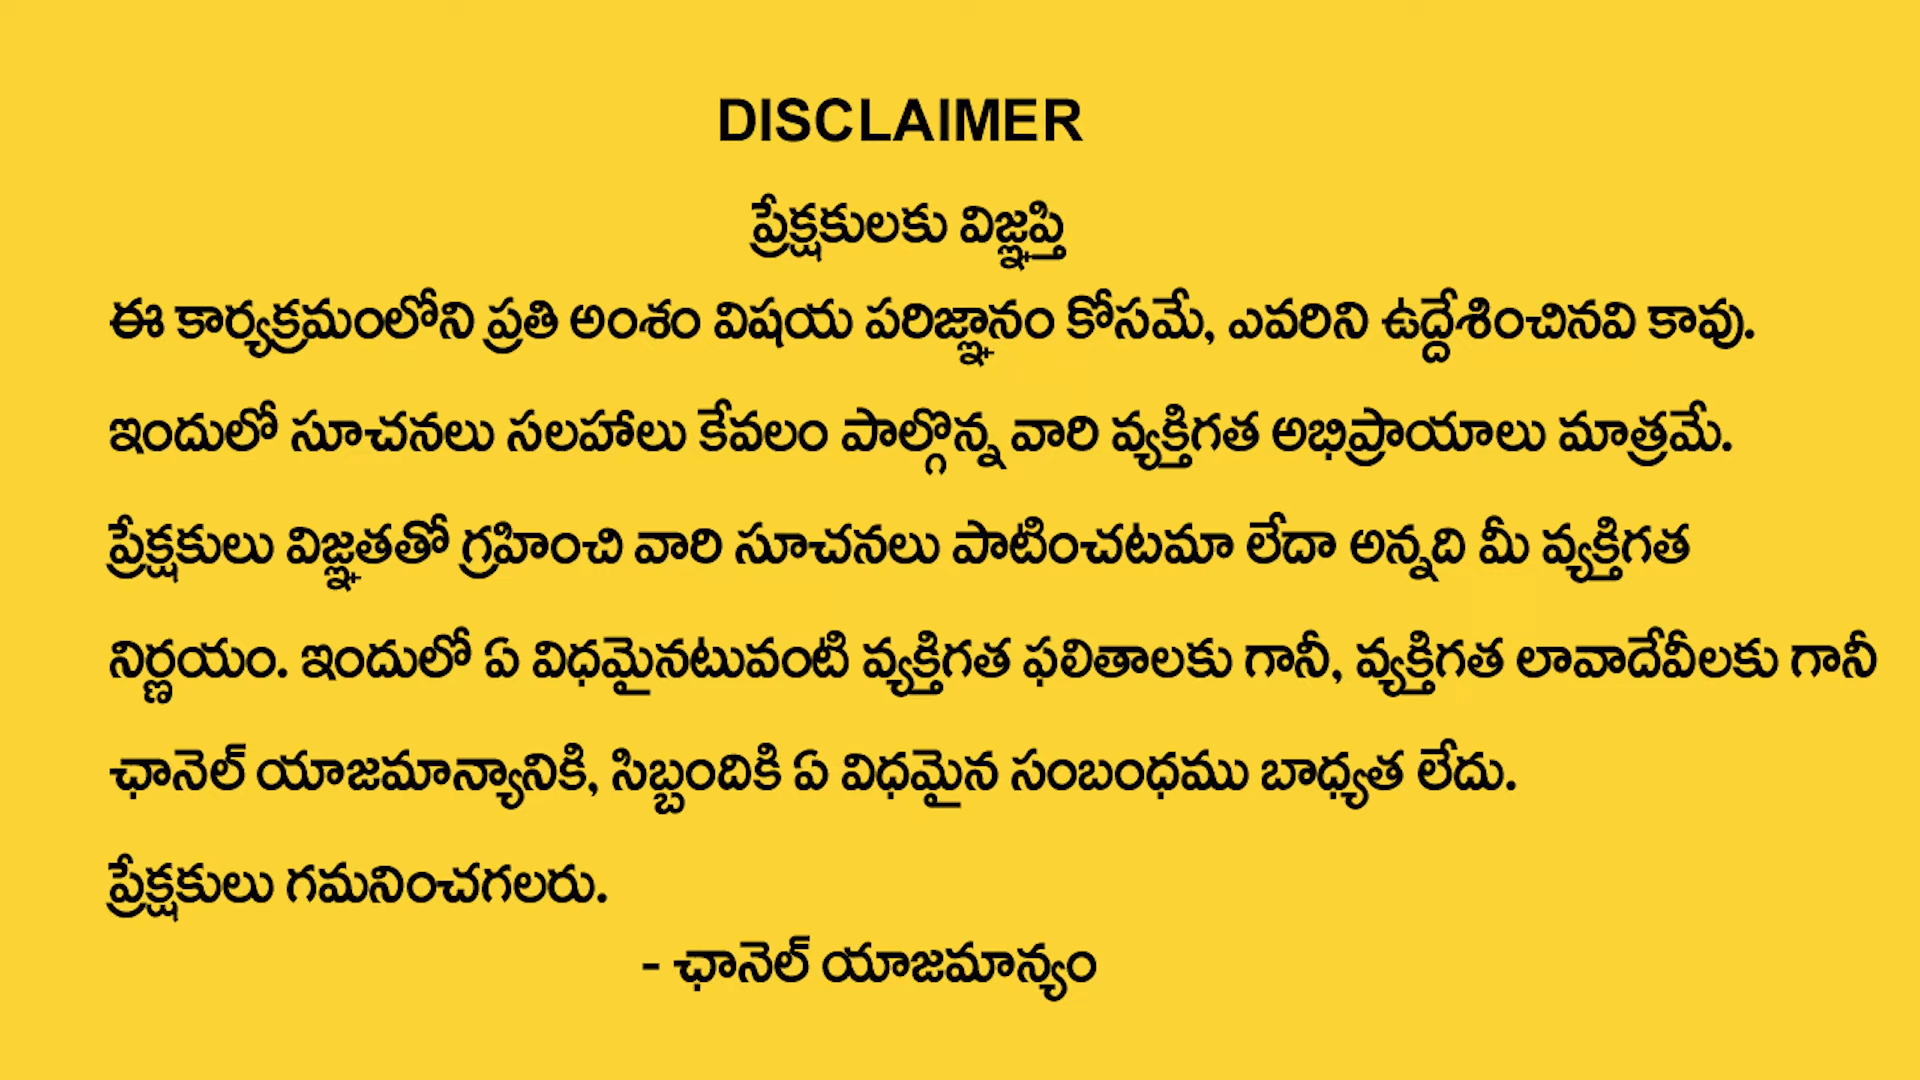 DISCLAIMER
ప్రేక్షకులకు విజ్ఞప్తి
ఈ కార్యక్రమంలోని ప్రతి అంశం విషయ పరిజ్ఞానం కోసమే, ఎవరిని ఉద్దేశించినవి కావు.
ఇందులో సూచనలు సలహాలు కేవలం పాల్గొన్న వారి వ్యక్తిగత అభిప్రాయాలు మాత్రమే.
ప్రేక్షకులు విజ్ఞతతో గ్రహించి వారి సూచనలు పాటించటమా లేదా అన్నది మీ వ్యక్తిగత
నిర్ణయం. ఇందులో ఏ విధమైనటువంటి వ్యక్తిగత ఫలితాలకు గానీ, వ్యక్తిగత లావాదేవీలకు గానీ
ఛానెల్ యాజమాన్యానికి, సిబ్బందికి ఏ విధమైన సంబంధము బాధ్యత లేదు.
ప్రేక్షకులు గమనించగలరు.
- ఛానెల్ యాజమాన్యం